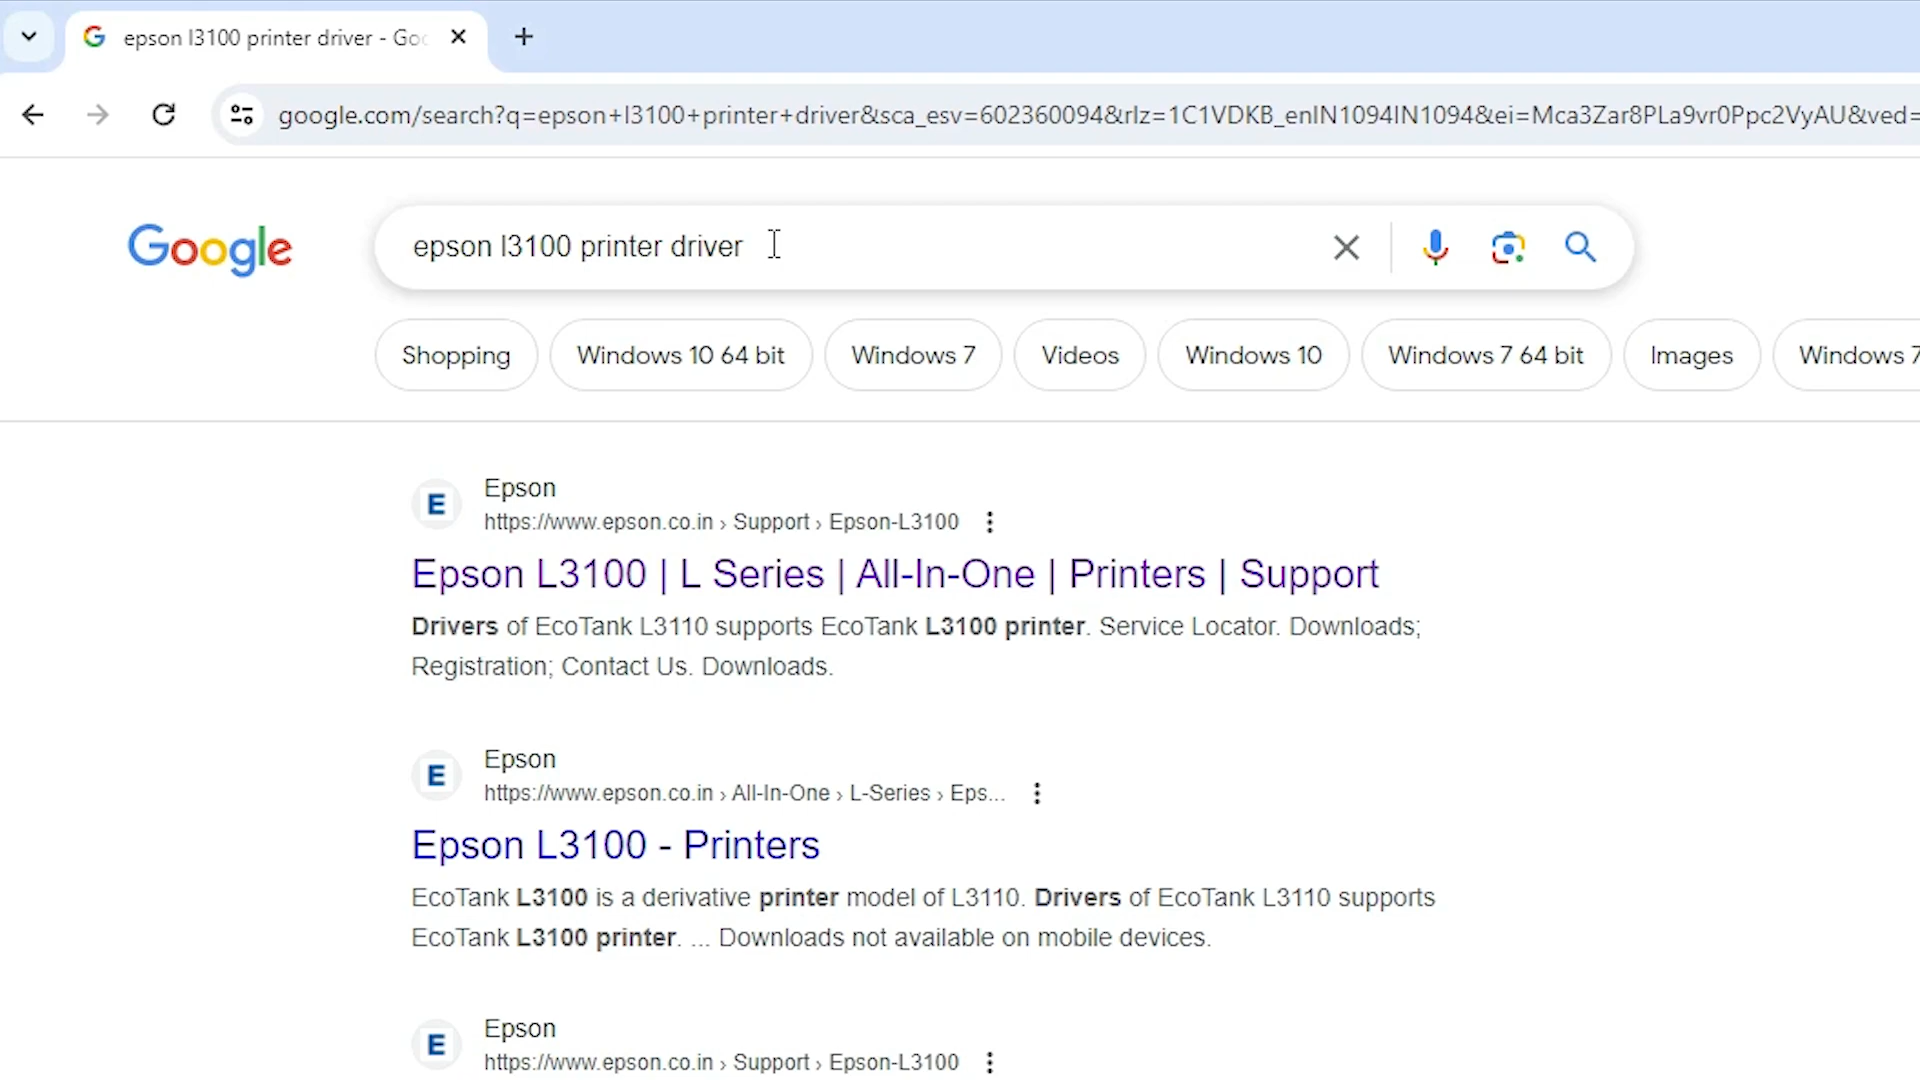 epson l3100 printer driver - Goo
google.com/search?q=epson+l3100+printer+driver&sca_esv=602360094&rlz=1C1VDKB_enIN1094IN1094&ei=Mca3Zar8PLa9vr0Ppc2VyAU&ved=
Google
epson l3100 printer driver
Shopping
Windows 10 64 bit
Windows 7
Videos
Windows 10
Windows 7 64 bit
Images
Windows 7
E
Epson
https://www.epson.co.in › Support › Epson-L3100
Epson L3100 | L Series | All-In-One | Printers | Support
Drivers of EcoTank L3110 supports EcoTank L3100 printer. Service Locator. Downloads;
Registration; Contact Us. Downloads.
E
Epson
https://www.epson.co.in › All-In-One › L-Series › Eps...
Epson L3100 - Printers
EcoTank L3100 is a derivative printer model of L3110. Drivers of EcoTank L3110 supports
EcoTank L3100 printer. ... Downloads not available on mobile devices.
E
Epson
https://www.epson.co.in › Support › Epson-L3100